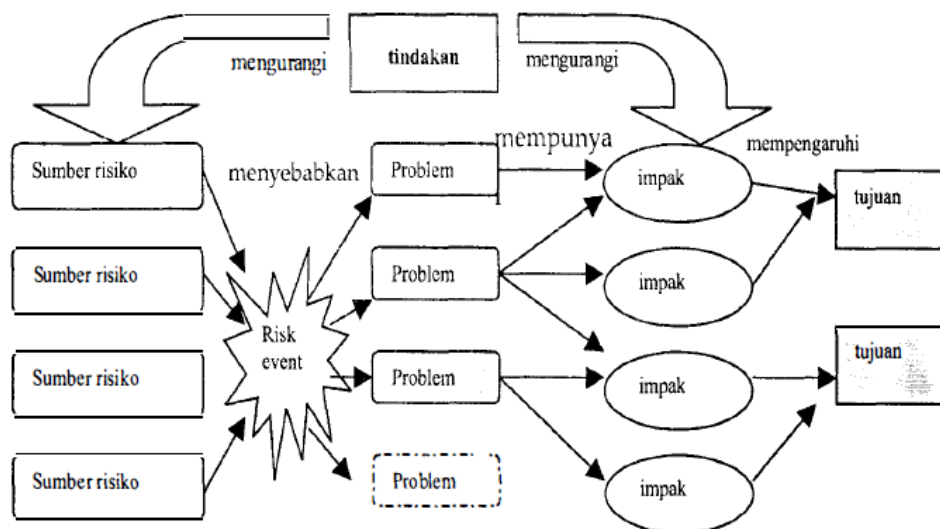 tindakan
mengurangi
mengurangi
Sumber risiko
menyebabkan
Problem
mempunya
i
impak
mempengaruhi
tujuan
Sumber risiko
Problem
impak
Risk
event
Sumber risiko
Problem
impak
tujuan
Sumber risiko
Problem
impak